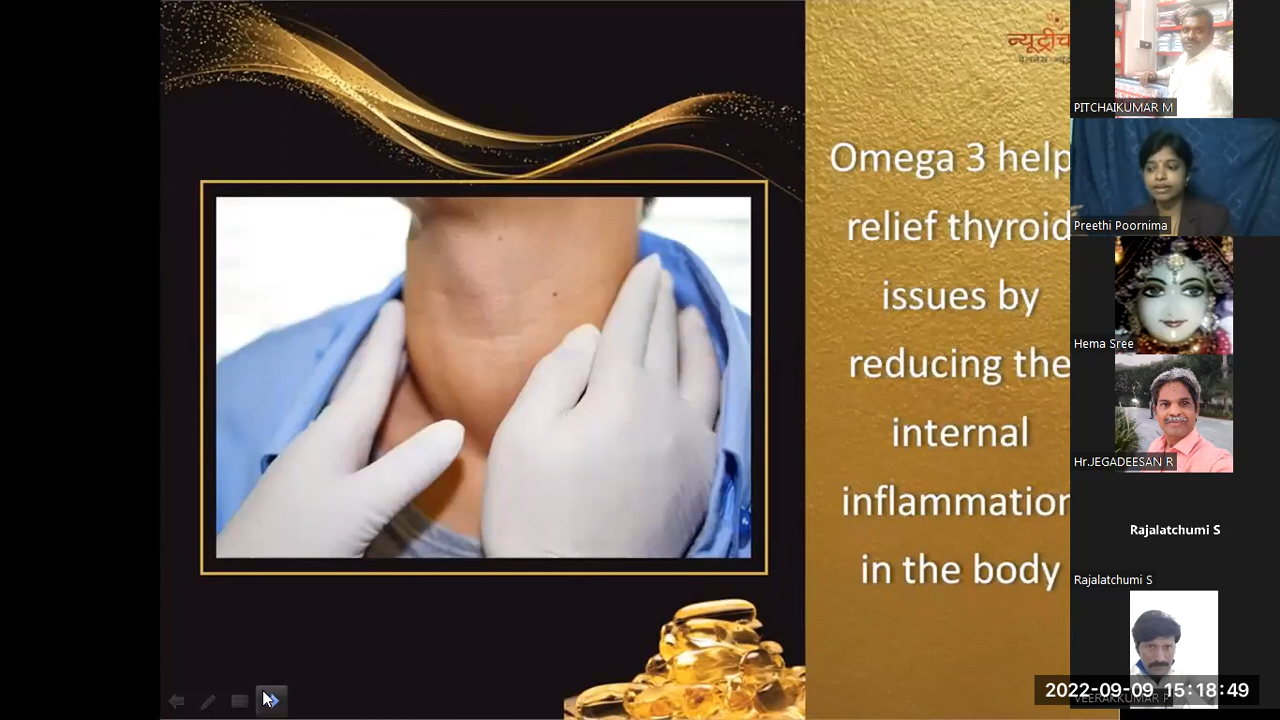 न्यूट्रीच
Omega 3 help
relief thyroid
issues by
reducing the
internal
inflammation
in the body
PITCHAIKUMAR M
Preethi Poornima
Hema Sree
Hr.JEGADEESAN R
Rajalatchumi S
Rajalatchumi S
2022-09-09 15:18:49
VEERAKKUMAR P